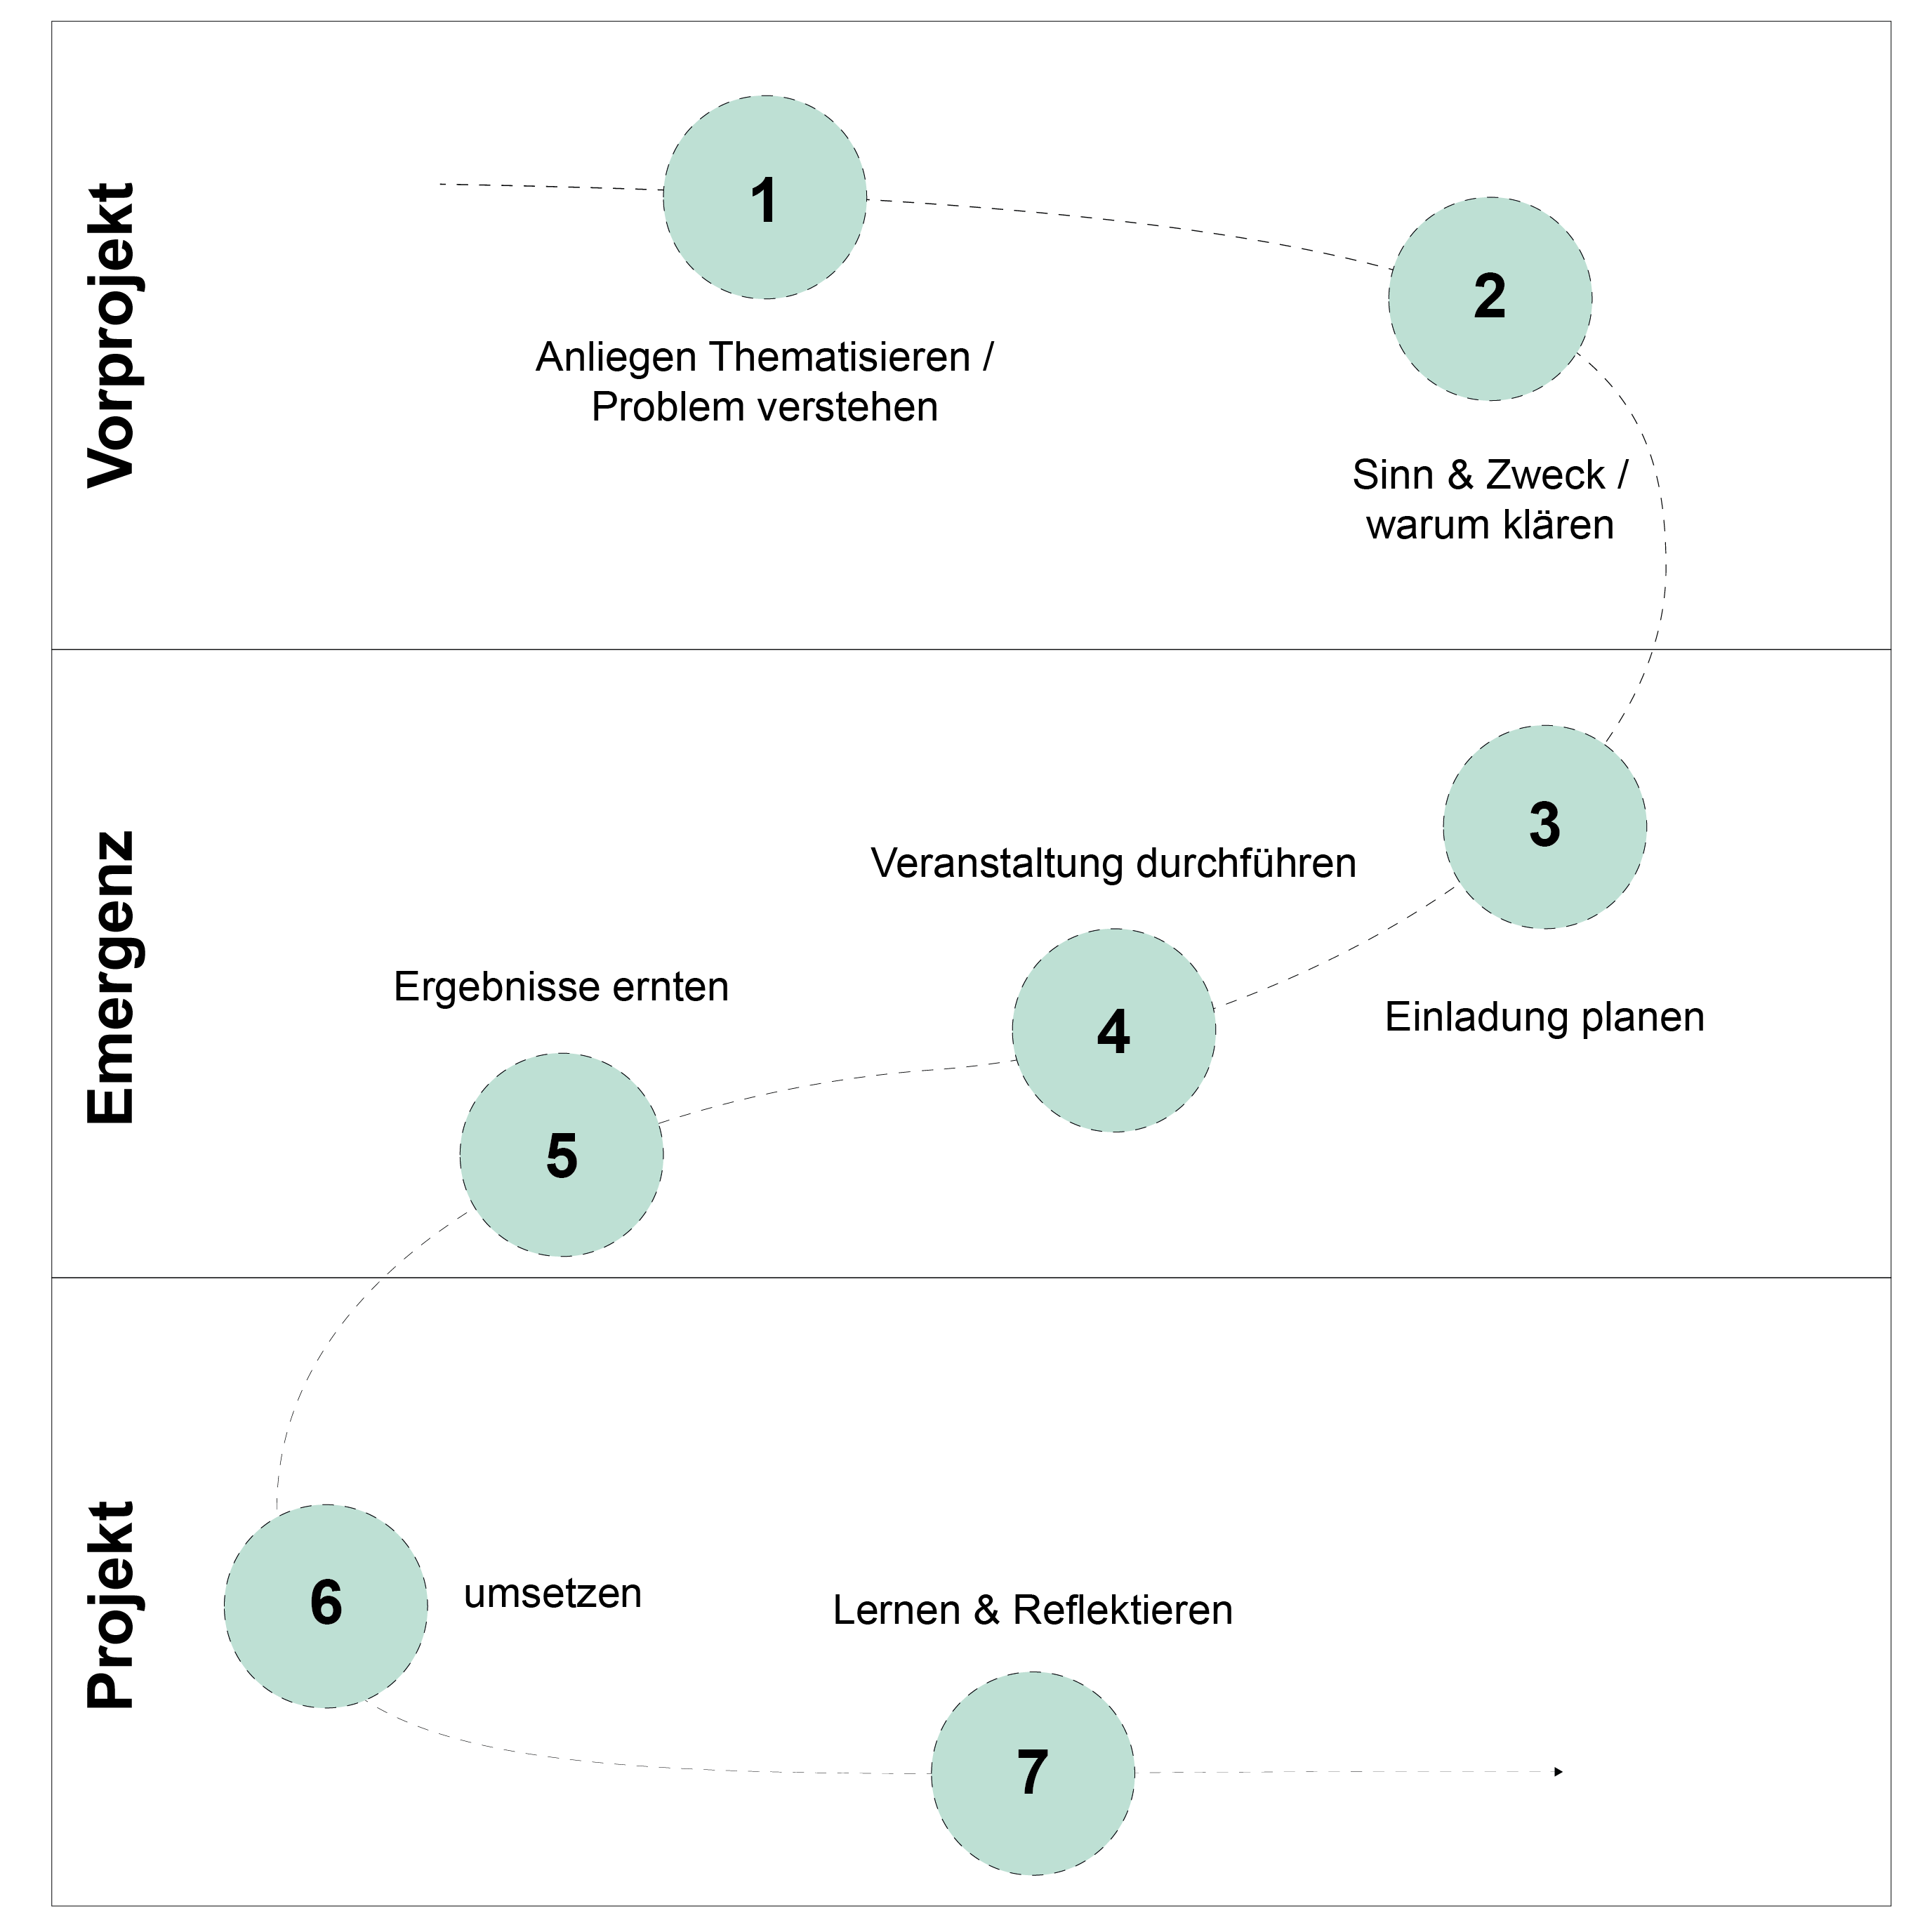 Vorprojekt
1
Anliegen Thematisieren /
Problem verstehen
2
Sinn & Zweck /
warum klären
Emergenz
3
Einladung planen
Veranstaltung durchführen
4
Ergebnisse ernten
5
Projekt
6
umsetzen
Lernen & Reflektieren
7